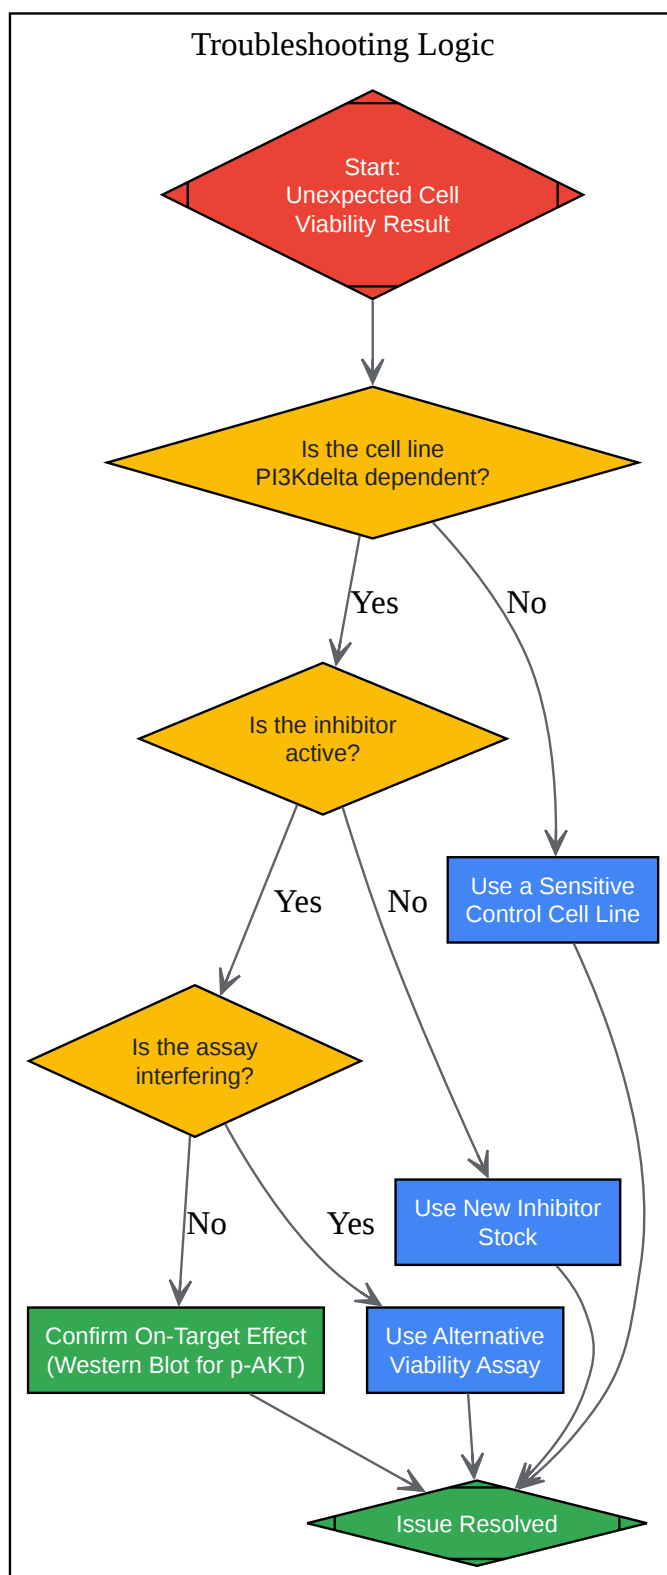 Troubleshooting Logic
Start:
Unexpected Cell
Viability Result
Is the cell line
PI3Kdelta dependent?
Yes
No
Is the inhibitor
active?
Yes
No
Use a Sensitive
Control Cell Line
Is the assay
interfering?
No
Yes
Use New Inhibitor
Stock
Confirm On-Target Effect
(Western Blot for p-AKT)
Use Alternative
Viability Assay
Issue Resolved